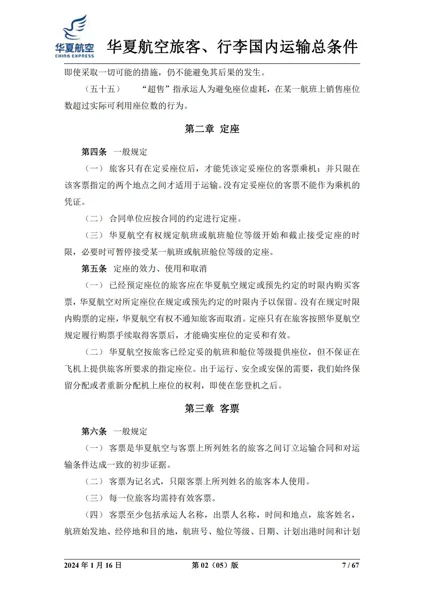 华夏航空
CHINA EXPRESS
华夏航空旅客、行李国内运输总条件
即使采取一切可能的措施，仍不能避免其后果的发生。
（五十五） “超售”指承运人为避免座位虚耗，在某一航班上销售座位
数超过实际可利用座位数的行为。
第二章 定座
第四条 一般规定
（一） 旅客只有在定妥座位后，才能凭该定妥座位的客票乘机；并只限在
该客票指定的两个地点之间才适用于运输。没有定妥座位的客票不能作为乘机的
凭证。
（二） 合同单位应按合同的约定进行定座。
（三） 华夏航空有权规定航班或航班舱位等级开始和截止接受定座的时
限，必要时可暂停接受某一航班或航班舱位等级的定座。
第五条 定座的效力、使用和取消
（一） 已经预定座位的旅客应在华夏航空规定或预先约定的时限内购买客
票，华夏航空对所定座位在规定或预先约定的时限内予以保留。没有在规定时限
内购票的定座，华夏航空有权不通知旅客而取消。定座只有在旅客按照华夏航空
规定履行购票手续取得客票后，才能确实座位的定妥和有效。
（二） 华夏航空按旅客已经定妥的航班和舱位等级提供座位，但不保证在
飞机上提供旅客所要求的指定座位。出于运行、安全或安保的需要，我们始终保
留分配或者重新分配机上座位的权利，即使在您登机之后。
第三章 客票
第六条 一般规定
（一） 客票是华夏航空与客票上所列姓名的旅客之间订立运输合同和对运
输条件达成一致的初步证据。
（二） 客票为记名式，只限客票上所列姓名的旅客本人使用。
（三） 每一位旅客均需持有效客票。
（四） 客票至少包括承运人名称，出票人名称，时间和地点，旅客姓名，
航班始发地、经停地和目的地，航班号、舱位等级、日期、计划出港时间和计划
2024 年 1 月 16 日 第 02（05）版 7 / 67